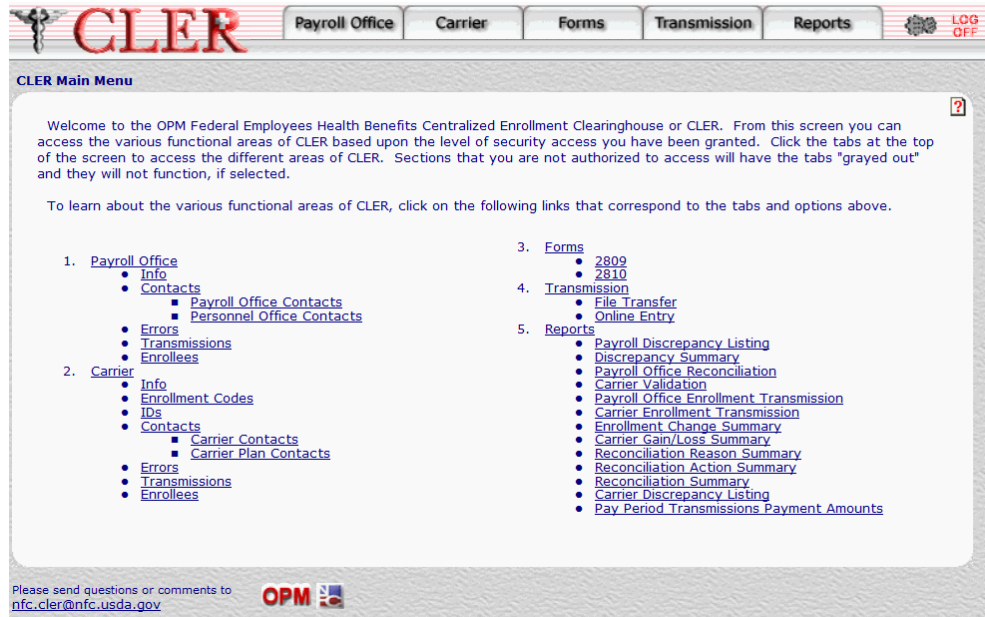 CLER
Payroll Office
Carrier
Forms
Transmission
Reports
LOG
OFF
CLER Main Menu
?
Welcome to the OPM Federal Employees Health Benefits Centralized Enrollment Clearinghouse or CLER. From this screen you can
access the various functional areas of CLER based upon the level of security access you have been granted. Click the tabs at the top
of the screen to access the different areas of CLER. Sections that you are not authorized to access will have the tabs "grayed out"
and they will not function, if selected.
To learn about the various functional areas of CLER, click on the following links that correspond to the tabs and options above.
1. Payroll Office
• Info
• Contacts
▪ Payroll Office Contacts
▪ Personnel Office Contacts
• Errors
• Transmissions
• Enrollees
2. Carrier
• Info
• Enrollment Codes
• IDs
• Contacts
▪ Carrier Contacts
▪ Carrier Plan Contacts
• Errors
• Transmissions
• Enrollees
3. Forms
• 2809
• 2810
4. Transmission
• File Transfer
• Online Entry
5. Reports
• Payroll Discrepancy Listing
• Discrepancy Summary
• Payroll Office Reconciliation
• Carrier Validation
• Payroll Office Enrollment Transmission
• Carrier Enrollment Transmission
• Enrollment Change Summary
• Carrier Gain/Loss Summary
• Reconciliation Reason Summary
• Reconciliation Action Summary
• Reconciliation Summary
• Carrier Discrepancy Listing
• Pay Period Transmissions Payment Amounts
Please send questions or comments to
nfc.cler@nfc.usda.gov
OPM